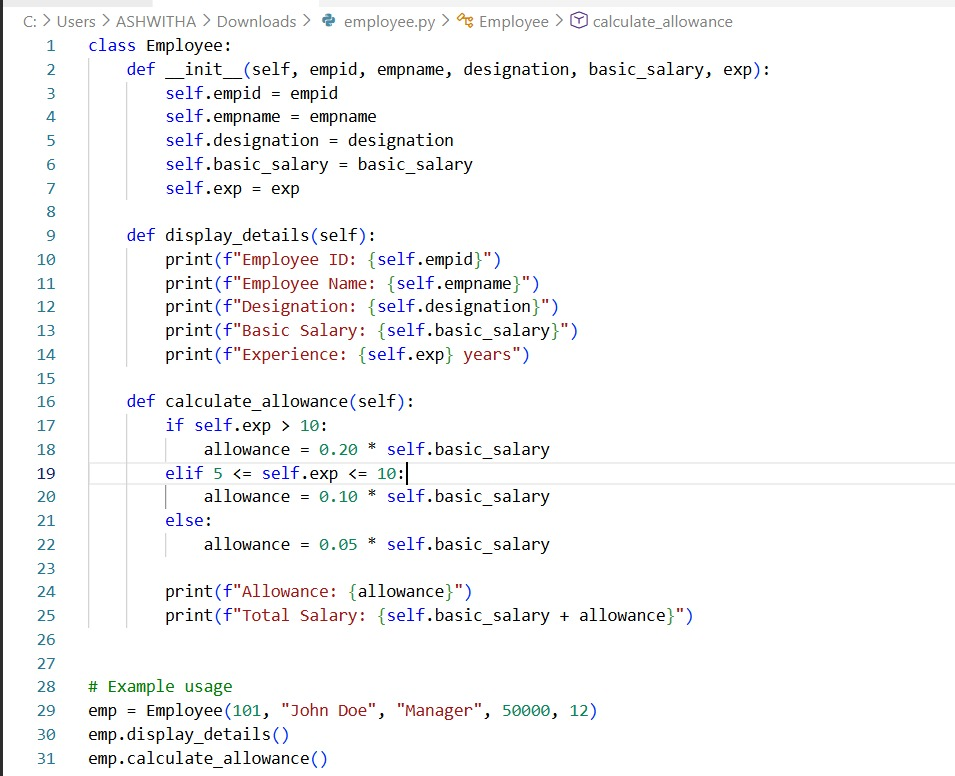 C: > Users > ASHWITHA > Downloads > employee.py > Employee > calculate_allowance
1 class Employee:
2     def __init__(self, empid, empname, designation, basic_salary, exp):
3         self.empid = empid
4         self.empname = empname
5         self.designation = designation
6         self.basic_salary = basic_salary
7         self.exp = exp
8
9     def display_details(self):
10         print(f"Employee ID: {self.empid}")
11         print(f"Employee Name: {self.empname}")
12         print(f"Designation: {self.designation}")
13         print(f"Basic Salary: {self.basic_salary}")
14         print(f"Experience: {self.exp} years")
15
16     def calculate_allowance(self):
17         if self.exp > 10:
18             allowance = 0.20 * self.basic_salary
19         elif 5 <= self.exp <= 10:
20             allowance = 0.10 * self.basic_salary
21         else:
22             allowance = 0.05 * self.basic_salary
23
24         print(f"Allowance: {allowance}")
25         print(f"Total Salary: {self.basic_salary + allowance}")
26
27
28 # Example usage
29 emp = Employee(101, "John Doe", "Manager", 50000, 12)
30 emp.display_details()
31 emp.calculate_allowance()